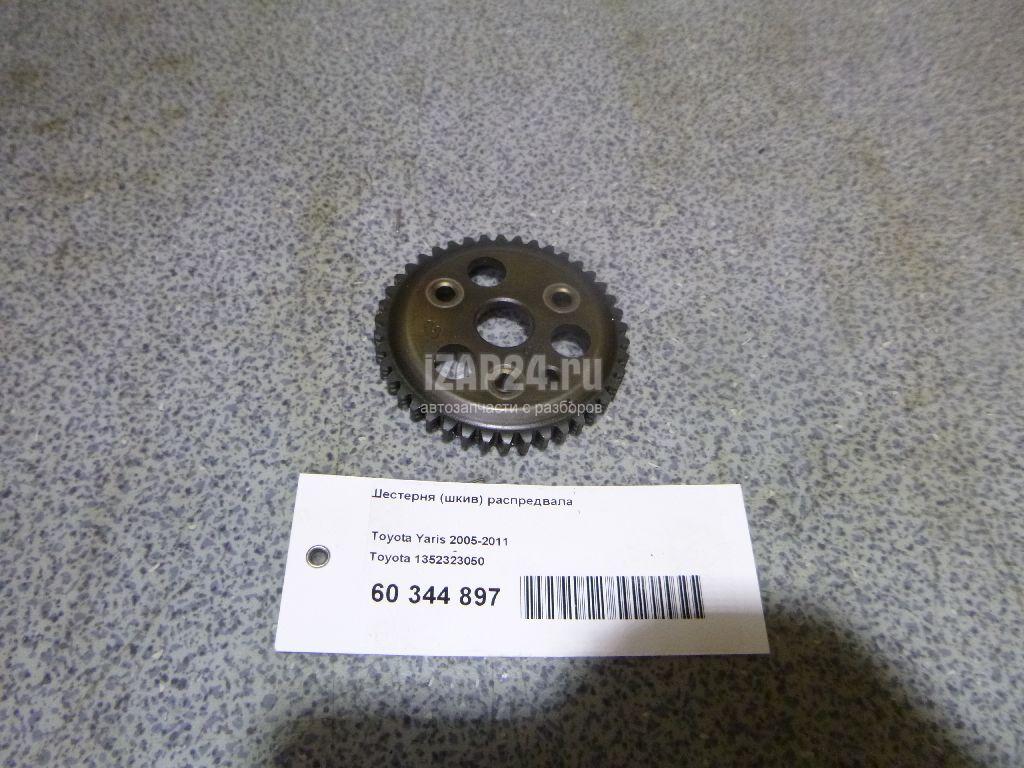 iZAP24.ru
автозапчасти с разборов
Шестерня (шкив) распредвала
Toyota Yaris 2005-2011
Toyota 1352323050
60 344 897